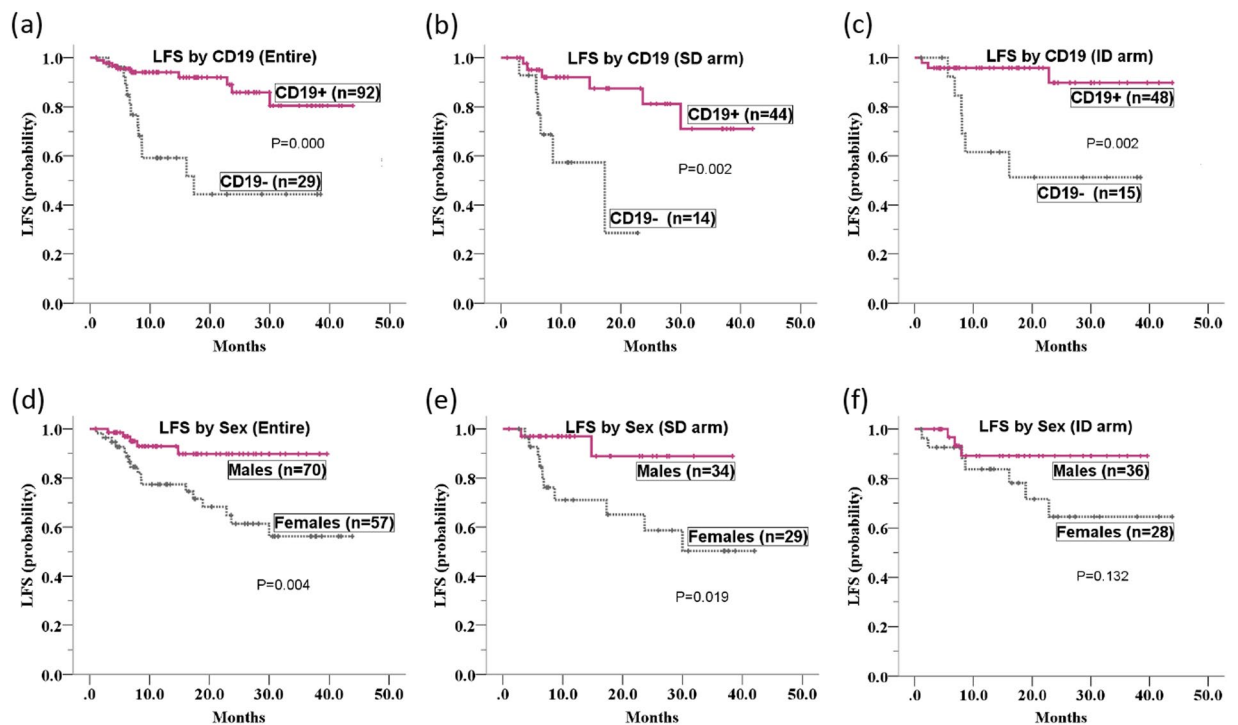 (a)
LFS by CD19 (Entire)
LFS (probability)
1.0
0.8
0.6
0.4
0.2
0.0
CD19+ (n=92)
P=0.000
CD19- (n=29)
.0 10.0 20.0 30.0 40.0 50.0
Months
(b)
LFS by CD19 (SD arm)
LFS (probability)
1.0
0.8
0.6
0.4
0.2
0.0
CD19+ (n=44)
P=0.002
CD19- (n=14)
.0 10.0 20.0 30.0 40.0 50.0
Months
(c)
LFS by CD19 (ID arm)
LFS (probability)
1.0
0.8
0.6
0.4
0.2
0.0
CD19+ (n=48)
P=0.002
CD19- (n=15)
.0 10.0 20.0 30.0 40.0 50.0
Months
(d)
LFS by Sex (Entire)
LFS (probability)
1.0
0.8
0.6
0.4
0.2
0.0
Males (n=70)
Females (n=57)
P=0.004
.0 10.0 20.0 30.0 40.0 50.0
Months
(e)
LFS by Sex (SD arm)
LFS (probability)
1.0
0.8
0.6
0.4
0.2
0.0
Males (n=34)
Females (n=29)
P=0.019
.0 10.0 20.0 30.0 40.0 50.0
Months
(f)
LFS by Sex (ID arm)
LFS (probability)
1.0
0.8
0.6
0.4
0.2
0.0
Males (n=36)
Females (n=28)
P=0.132
.0 10.0 20.0 30.0 40.0 50.0
Months